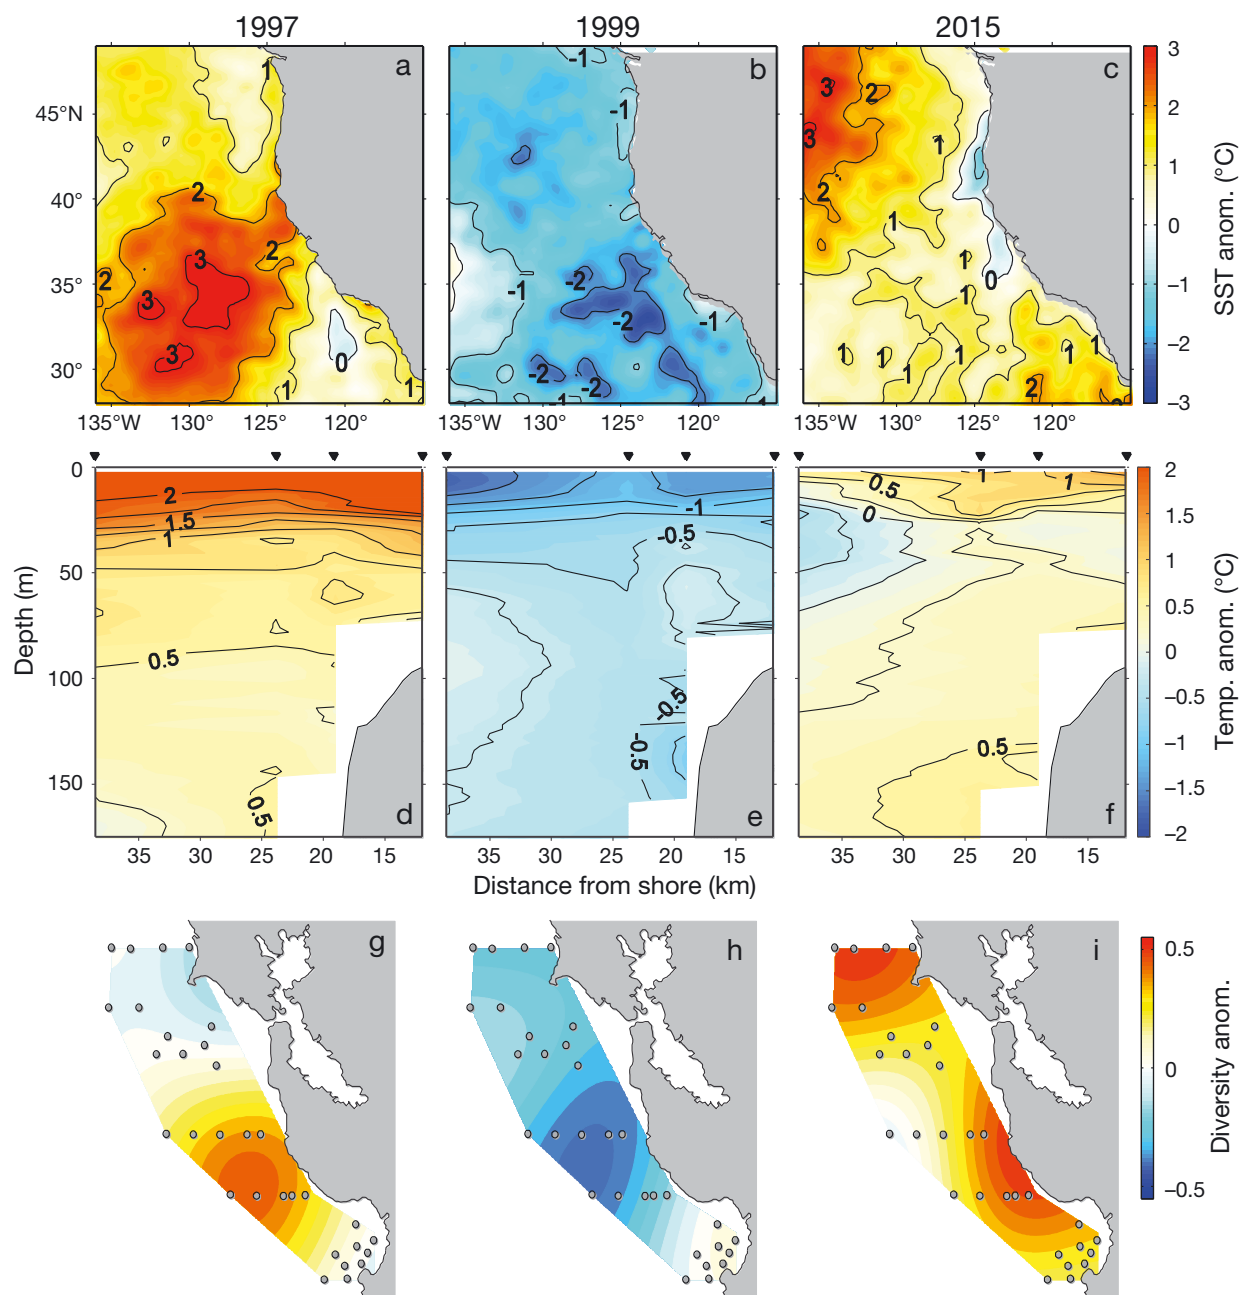 1997 1999 2015
a b c
45°N
40°
35°
30°
135°W 130° 125° 120° 135°W 130° 125° 120° 135°W 130° 125° 120°
1 2 2 2 3 3 3 0 1 1
-1 -1 -1 -2 -2 -2 -2 -1 -1 1
3 2 3 2 1 1 1 1 0 1 1 1 1 1 1 2 2
3
2
1
0
−1
−2
−3
SST anom. (°C)
0
50
100
150
Depth (m)
2 1.5 1 0.5 0.5
-1 -0.5 -0.5 -0.5
0.5 0 1 1 0.5
d e f
35 30 25 20 15 35 30 25 20 15 35 30 25 20 15
Distance from shore (km)
2
1.5
1
0.5
0
−0.5
−1
−1.5
−2
Temp. anom. (°C)
g h i
0.5
0
−0.5
Diversity anom.